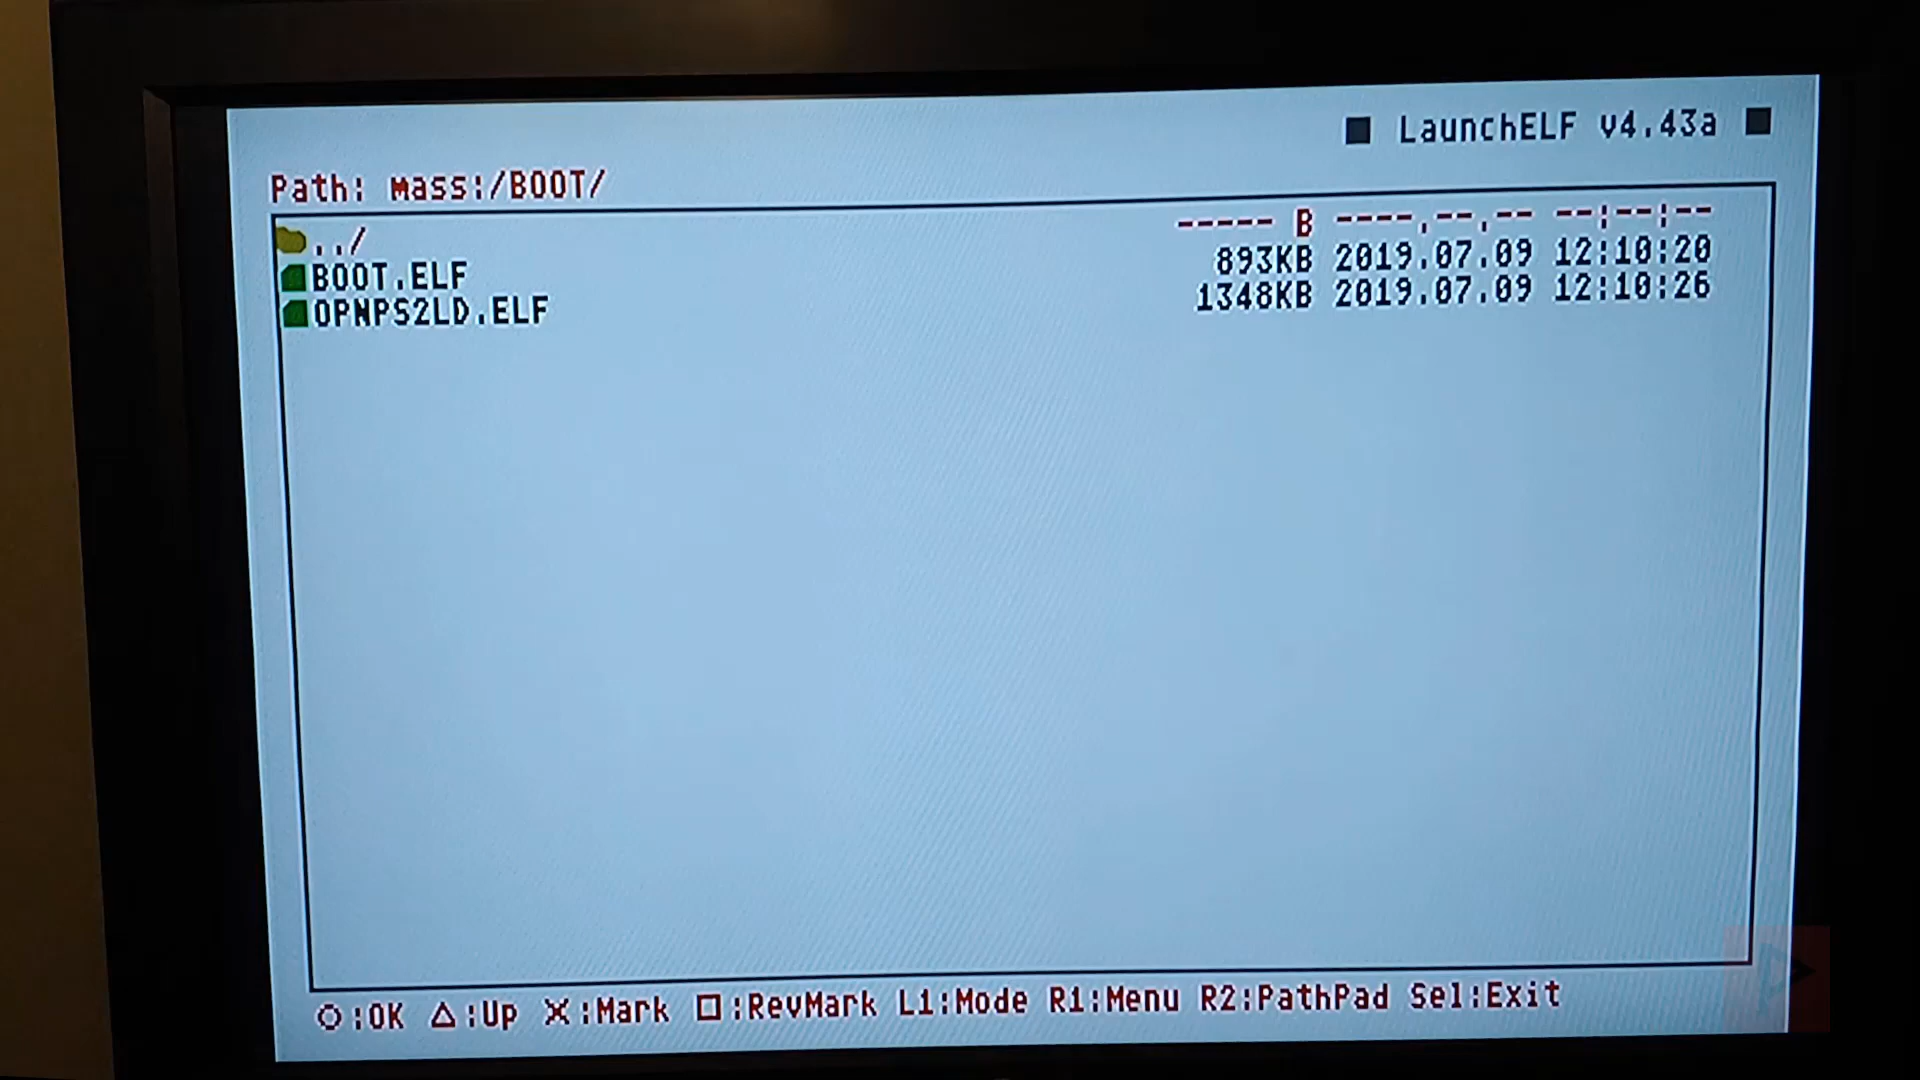 ■ LaunchELF v4.43a ■
Path: mass:/BOOT/
../ ----- B ----.--.-- --:--:--
BOOT.ELF 893KB 2019.07.09 12:10:20
OPNPS2LD.ELF 1348KB 2019.07.09 12:10:26
○:OK △:Up ×:Mark □:RevMark L1:Mode R1:Menu R2:PathPad Sel:Exit